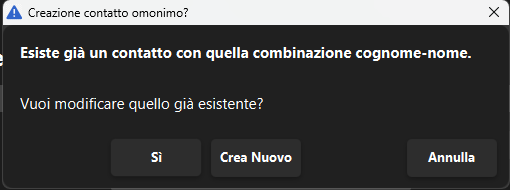 Creazione contatto omonimo?
Esiste già un contatto con quella combinazione cognome-nome.
Vuoi modificare quello già esistente?
Sì
Crea Nuovo
Annulla